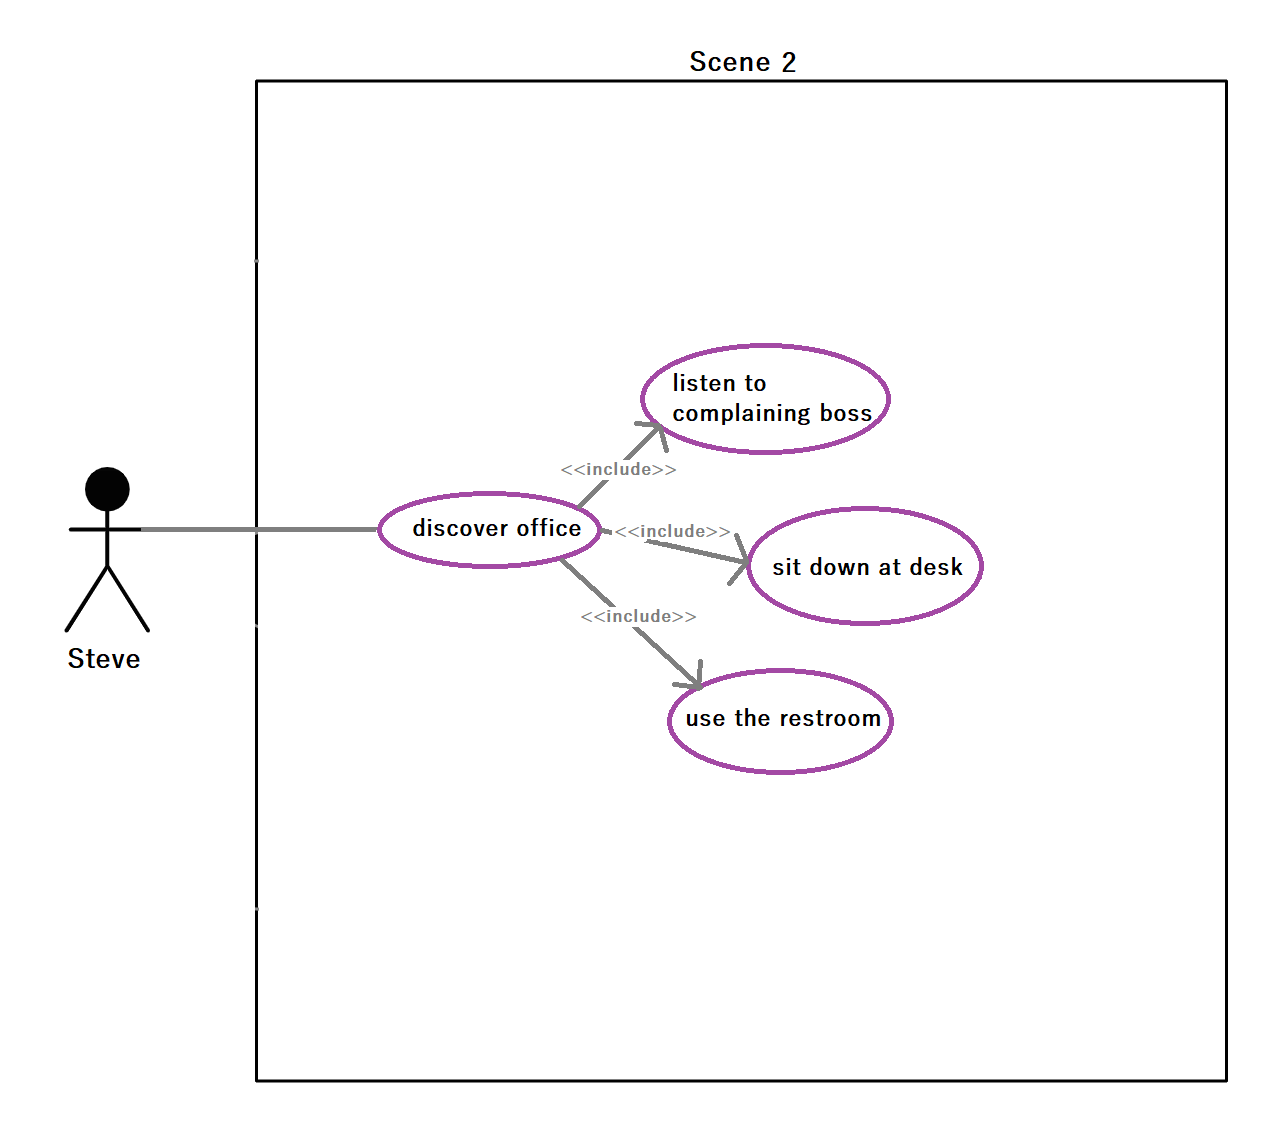 Scene 2
listen to
complaining boss
<<include>>
discover office
<<include>>
sit down at desk
<<include>>
Steve
use the restroom